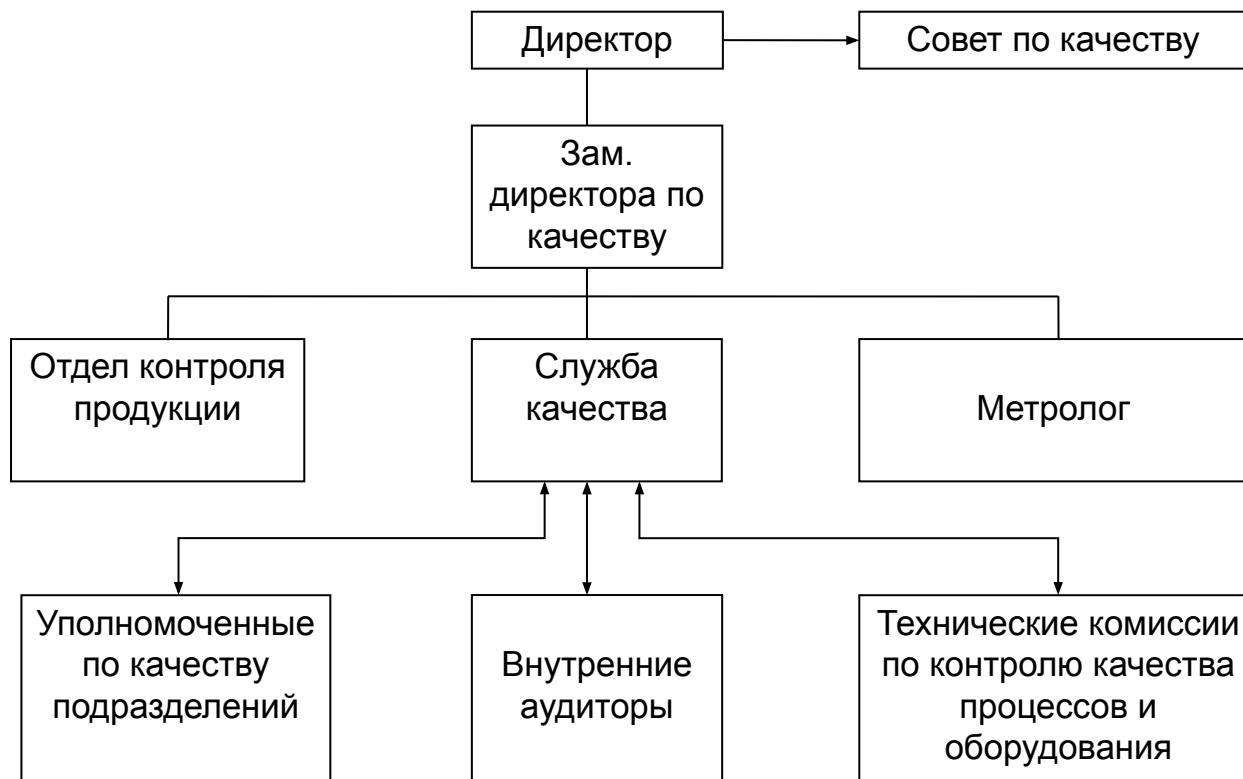 Директор
Совет по качеству
Зам.
директора по
качеству
Отдел контроля
продукции
Служба
качества
Метролог
Уполномоченные
по качеству
подразделений
Внутренние
аудиторы
Технические комиссии
по контролю качества
процессов и
оборудования